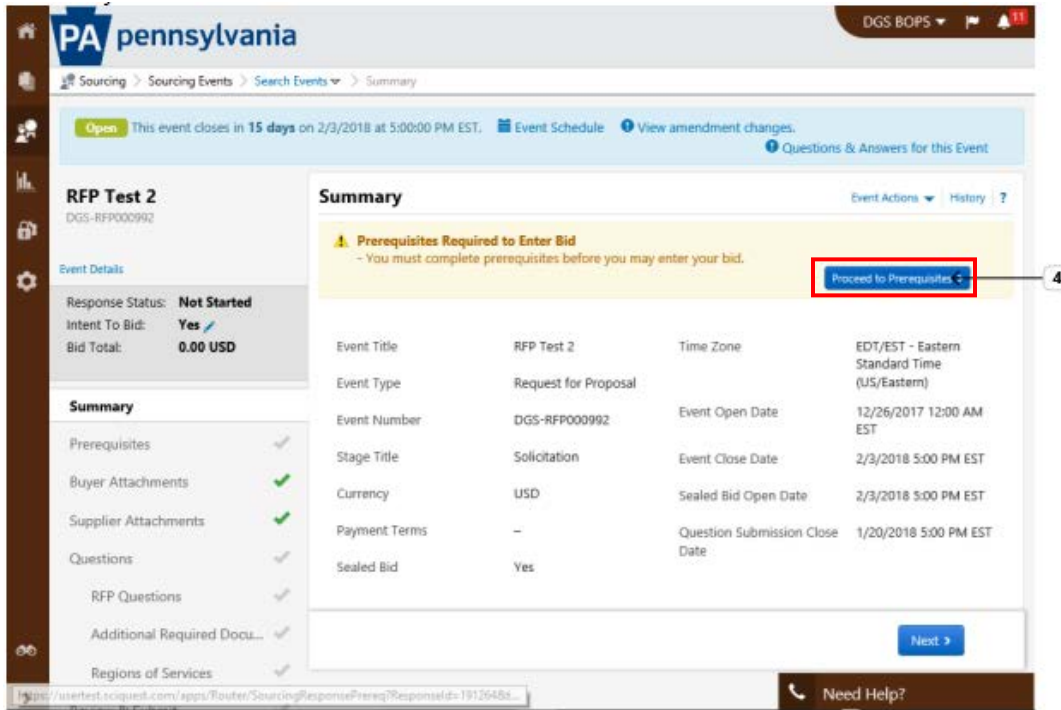 PA pennsylvania
DGS BOPS
11
Sourcing > Sourcing Events > Search Events > Summary
Open This event closes in 15 days on 2/3/2018 at 5:00:00 PM EST. Event Schedule View amendment changes.
Questions & Answers for this Event
RFP Test 2
DGS-RFP000992
Event Details
Response Status: Not Started
Intent To Bid: Yes
Bid Total: 0.00 USD
Summary
Prerequisites
Buyer Attachments
Supplier Attachments
Questions
RFP Questions
Additional Required Docu...
Regions of Services
Summary
Event Actions History ?
Prerequisites Required to Enter Bid
- You must complete prerequisites before you may enter your bid.
Proceed to Prerequisites
4
Event Title RFP Test 2
Event Type Request for Proposal
Event Number DGS-RFP000992
Stage Title Solicitation
Currency USD
Payment Terms –
Sealed Bid Yes
Time Zone EDT/EST - Eastern
Standard Time
(US/Eastern)
Event Open Date 12/26/2017 12:00 AM
EST
Event Close Date 2/3/2018 5:00 PM EST
Sealed Bid Open Date 2/3/2018 5:00 PM EST
Question Submission Close 1/20/2018 5:00 PM EST
Date
Next >
https://usertest.sciquest.com/apps/Router/SourcingResponsePrereq?ResponseId=1912648d...
Need Help?